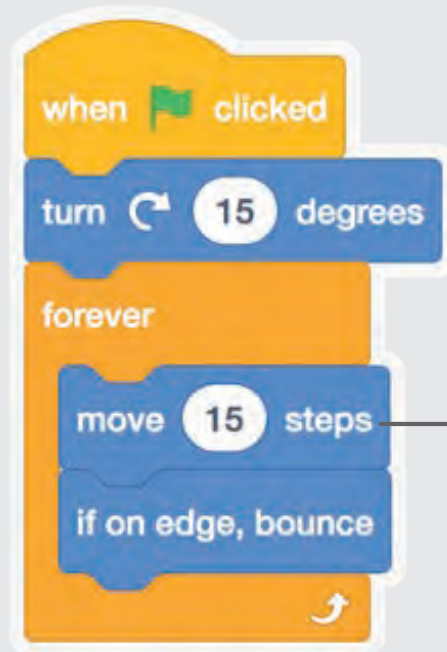 when clicked
turn 15 degrees
forever
move 15 steps
if on edge, bounce